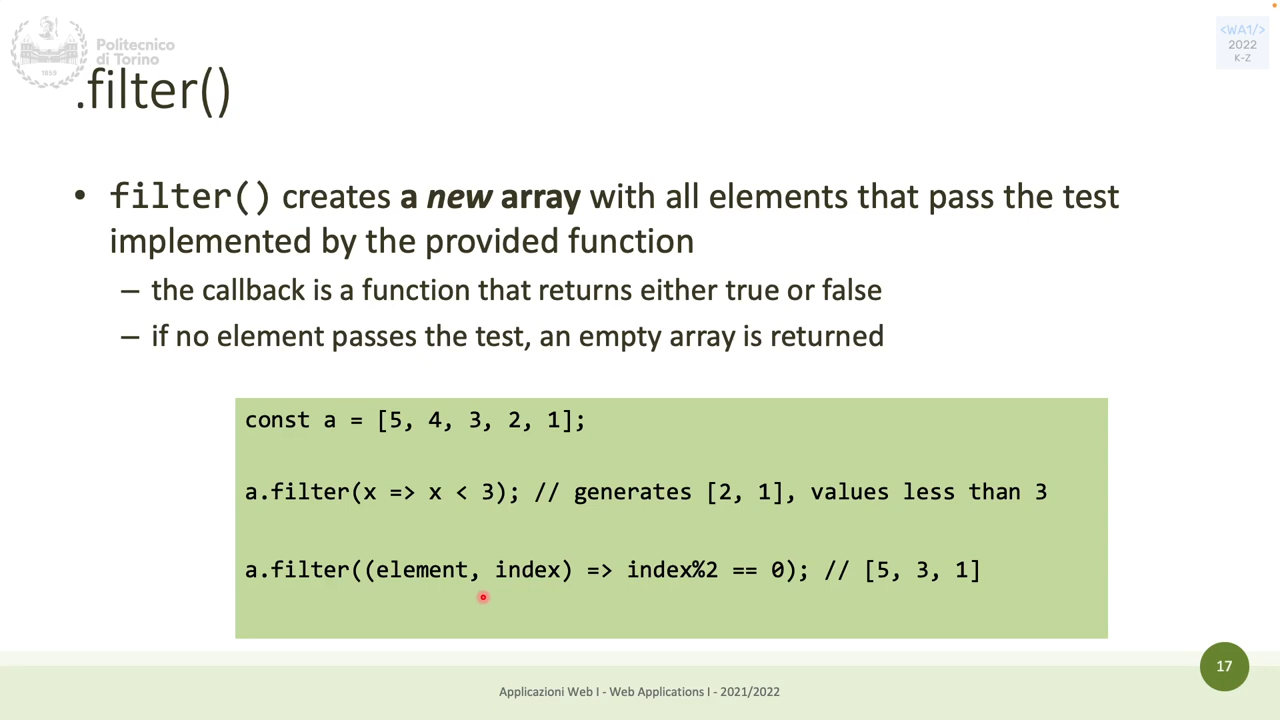 Politecnico
di Torino
1859
<WA1/>
2022
K-Z
.filter()
• filter() creates a new array with all elements that pass the test
implemented by the provided function
– the callback is a function that returns either true or false
– if no element passes the test, an empty array is returned
const a = [5, 4, 3, 2, 1];
a.filter(x => x < 3); // generates [2, 1], values less than 3
a.filter((element, index) => index%2 == 0); // [5, 3, 1]
17
Applicazioni Web I - Web Applications I - 2021/2022